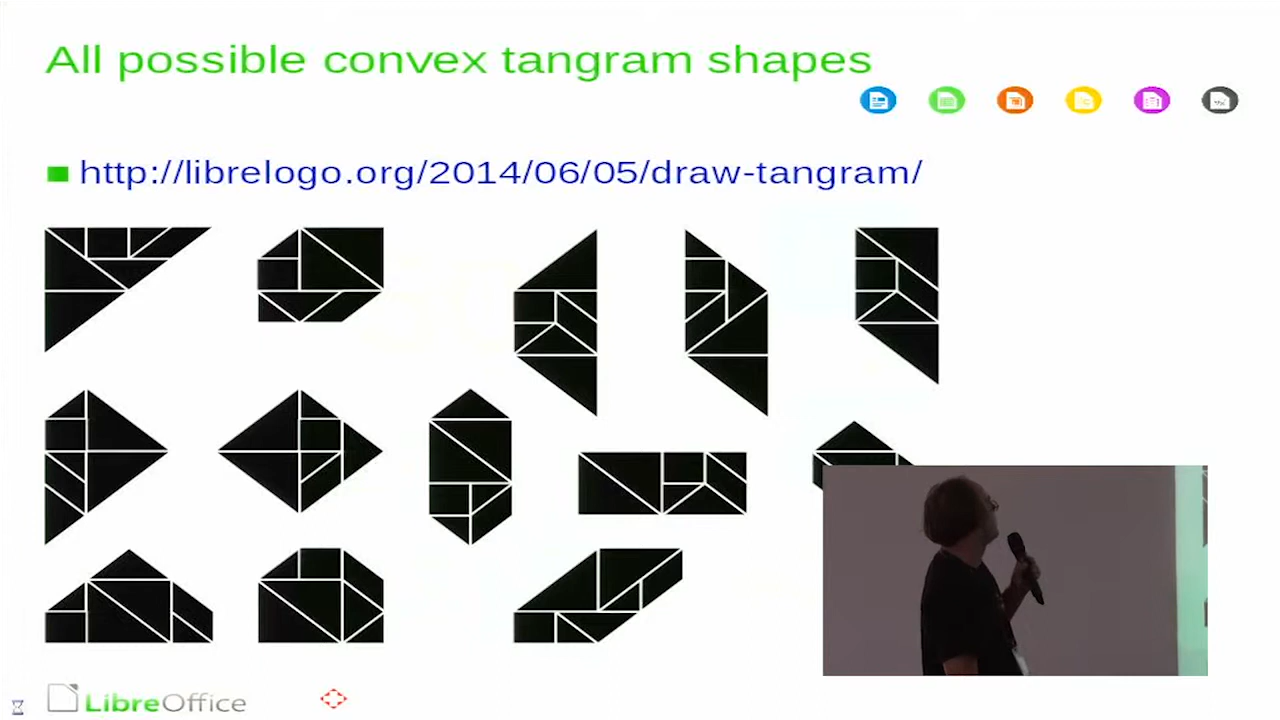 All possible convex tangram shapes
http://librelogo.org/2014/06/05/draw-tangram/
LibreOffice